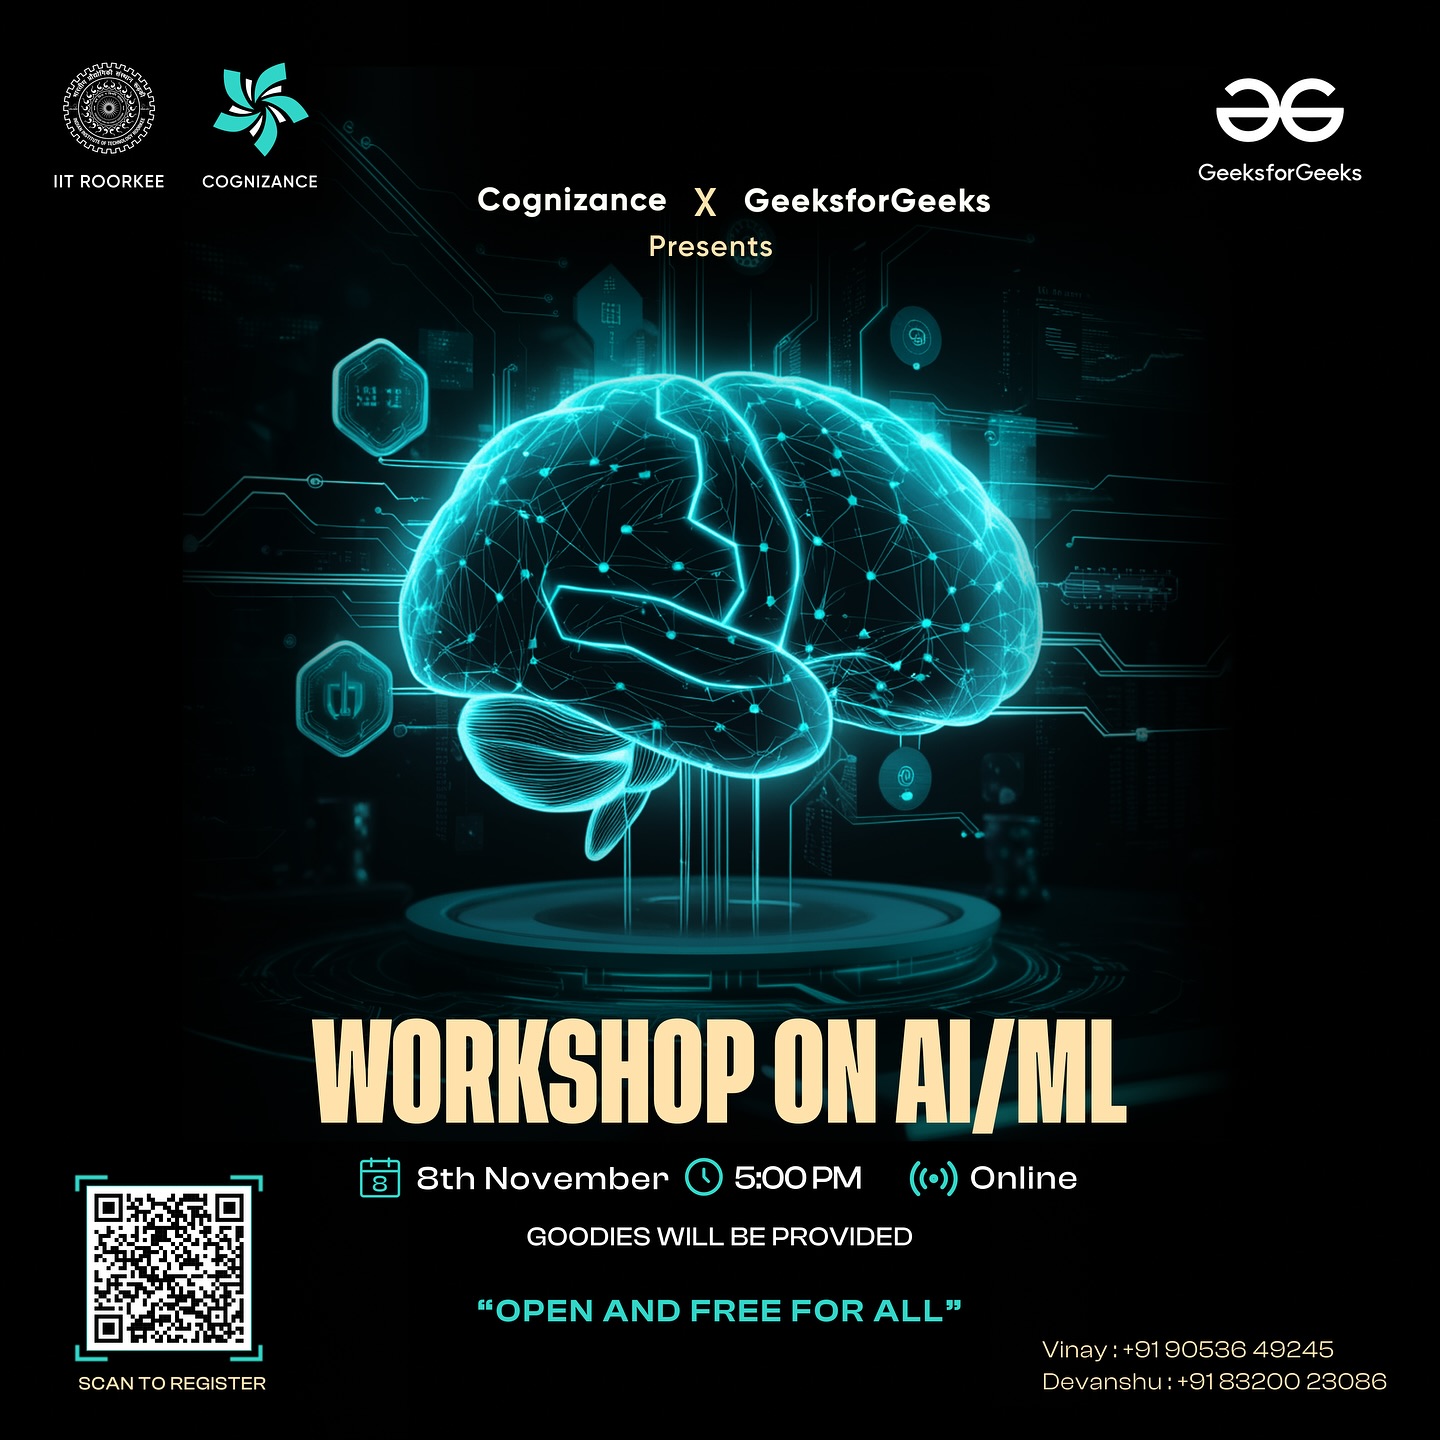 IIT ROORKEE
COGNIZANCE
GeeksforGeeks
Cognizance X GeeksforGeeks
Presents
WORKSHOP ON AI/ML
8 8th November 5:00 PM Online
GOODIES WILL BE PROVIDED
“OPEN AND FREE FOR ALL”
SCAN TO REGISTER
Vinay : +91 90536 49245
Devanshu : +91 83200 23086